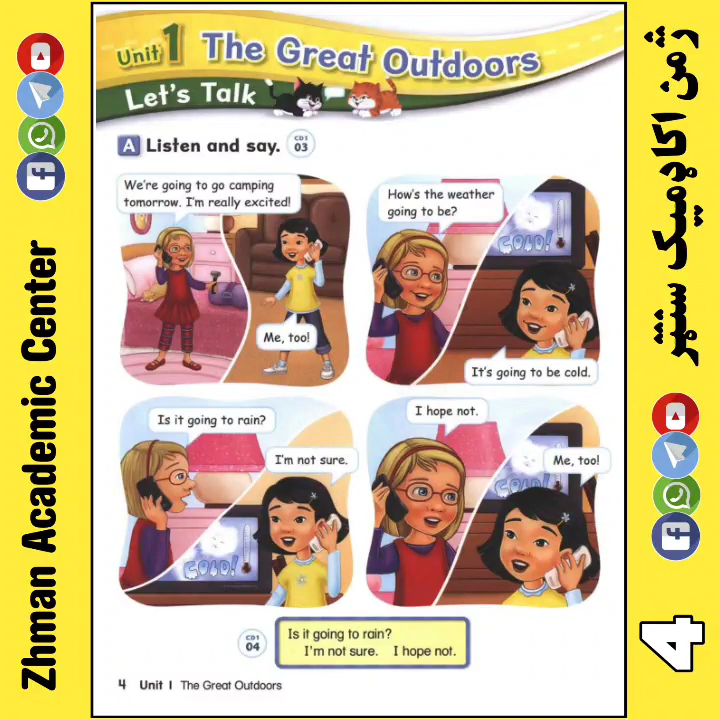 Unit 1 The Great Outdoors
Let's Talk
A Listen and say. CD1 03
We're going to go camping
tomorrow. I'm really excited!
Me, too!
How's the weather
going to be?
COLD!
It's going to be cold.
Is it going to rain?
I'm not sure.
COLD!
I hope not.
Me, too!
COLD!
CD1
04
Is it going to rain?
I'm not sure. I hope not.
4 Unit 1 The Great Outdoors
Zhman Academic Center
ژمن اکاډمیک سنټر
4